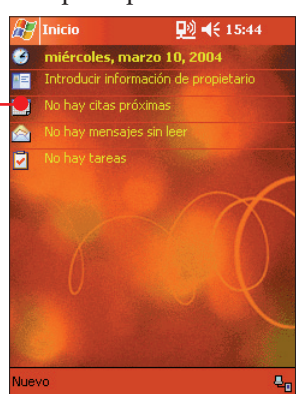 Inicio 15:44
miércoles, marzo 10, 2004
Introducir información de propietario
No hay citas próximas
No hay mensajes sin leer
No hay tareas
Nuevo